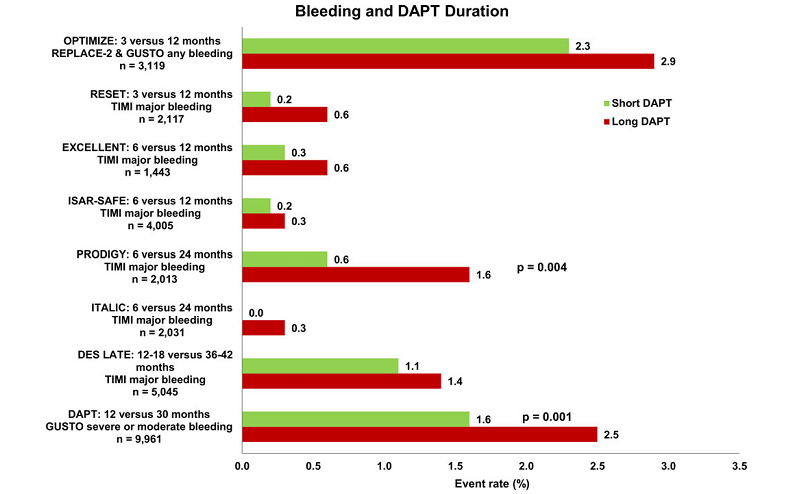 Bleeding and DAPT Duration
OPTIMIZE: 3 versus 12 months
REPLACE-2 & GUSTO any bleeding
n = 3,119
2.3
2.9
RESET: 3 versus 12 months
TIMI major bleeding
n = 2,117
0.2
0.6
Short DAPT
Long DAPT
EXCELLENT: 6 versus 12 months
TIMI major bleeding
n = 1,443
0.3
0.6
ISAR-SAFE: 6 versus 12 months
TIMI major bleeding
n = 4,005
0.2
0.3
PRODIGY: 6 versus 24 months
TIMI major bleeding
n = 2,013
0.6
1.6
p = 0.004
ITALIC: 6 versus 24 months
TIMI major bleeding
n = 2,031
0.0
0.3
DES LATE: 12-18 versus 36-42
months
TIMI major bleeding
n = 5,045
1.1
1.4
DAPT: 12 versus 30 months
GUSTO severe or moderate bleeding
n = 9,961
1.6
p = 0.001
2.5
0.0 0.5 1.0 1.5 2.0 2.5 3.0 3.5
Event rate (%)